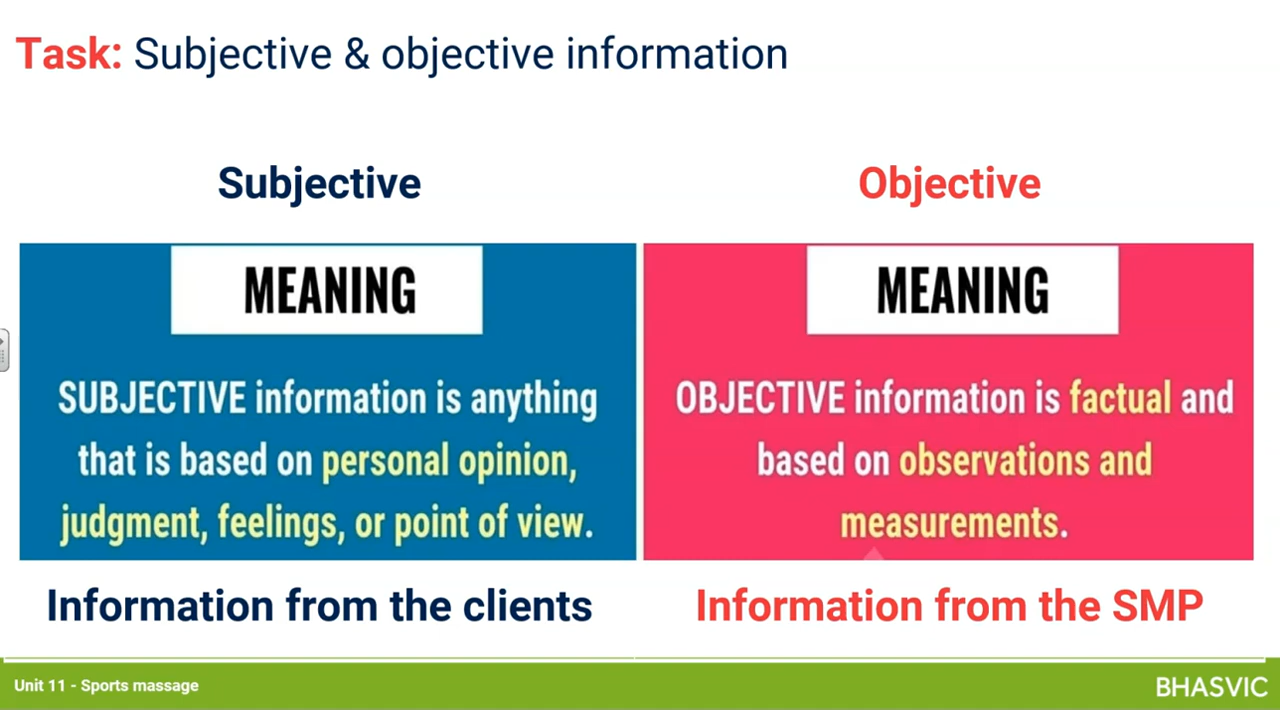 Task: Subjective & objective information
Subjective
MEANING
SUBJECTIVE information is anything
that is based on personal opinion,
judgment, feelings, or point of view.
Information from the clients
Objective
MEANING
OBJECTIVE information is factual and
based on observations and
measurements.
Information from the SMP
Unit 11 - Sports massage
BHASVIC